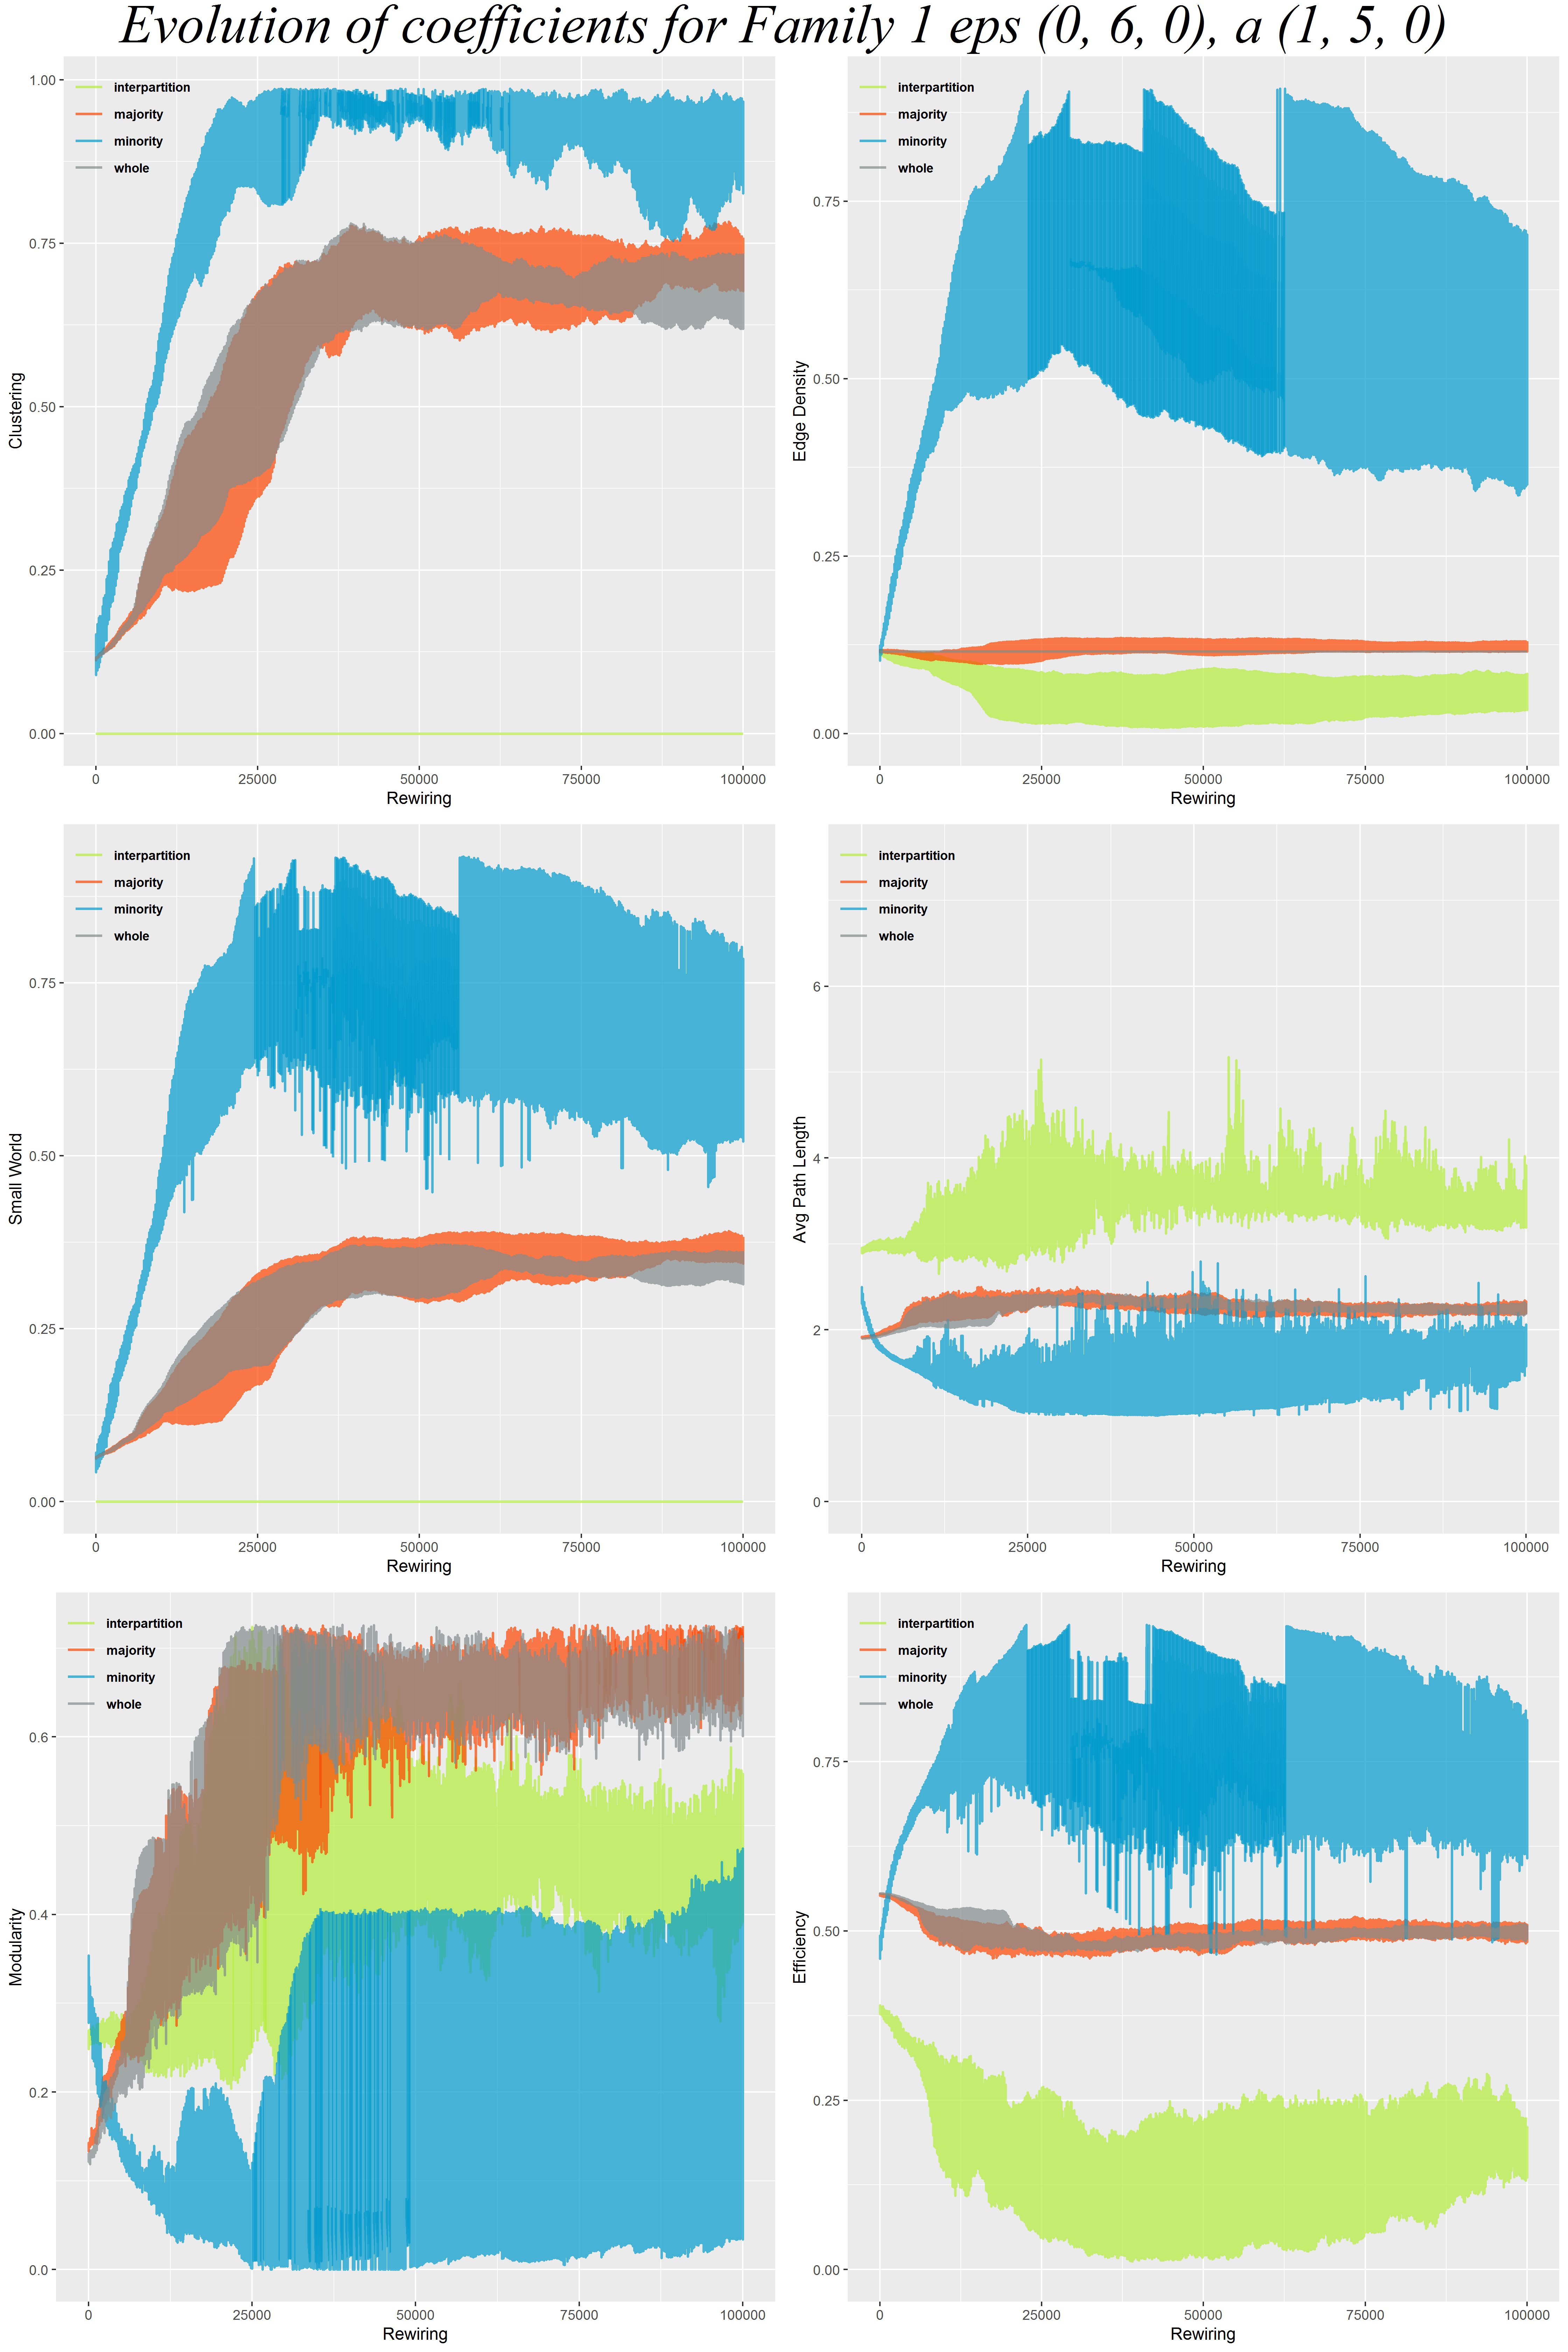 Evolution of coefficients for Family 1 eps (0, 6, 0), a (1, 5, 0)
interpartition
majority
minority
whole
1.00
0.75
0.50
0.25
0.00
Clustering
0
25000
50000
75000
100000
Rewiring
interpartition
majority
minority
whole
0.75
0.50
0.25
0.00
Edge Density
0
25000
50000
75000
100000
Rewiring
interpartition
majority
minority
whole
0.75
0.50
0.25
0.00
Small World
0
25000
50000
75000
100000
Rewiring
interpartition
majority
minority
whole
6
4
2
0
Avg Path Length
0
25000
50000
75000
100000
Rewiring
interpartition
majority
minority
whole
0.6
0.4
0.2
0.0
Modularity
0
25000
50000
75000
100000
Rewiring
interpartition
majority
minority
whole
0.75
0.50
0.25
0.00
Efficiency
0
25000
50000
75000
100000
Rewiring